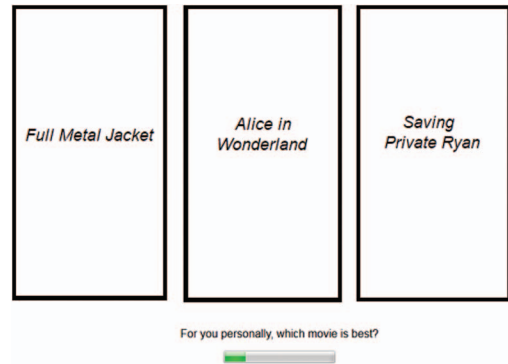 Full Metal Jacket
Alice in
Wonderland
Saving
Private Ryan
For you personally, which movie is best?